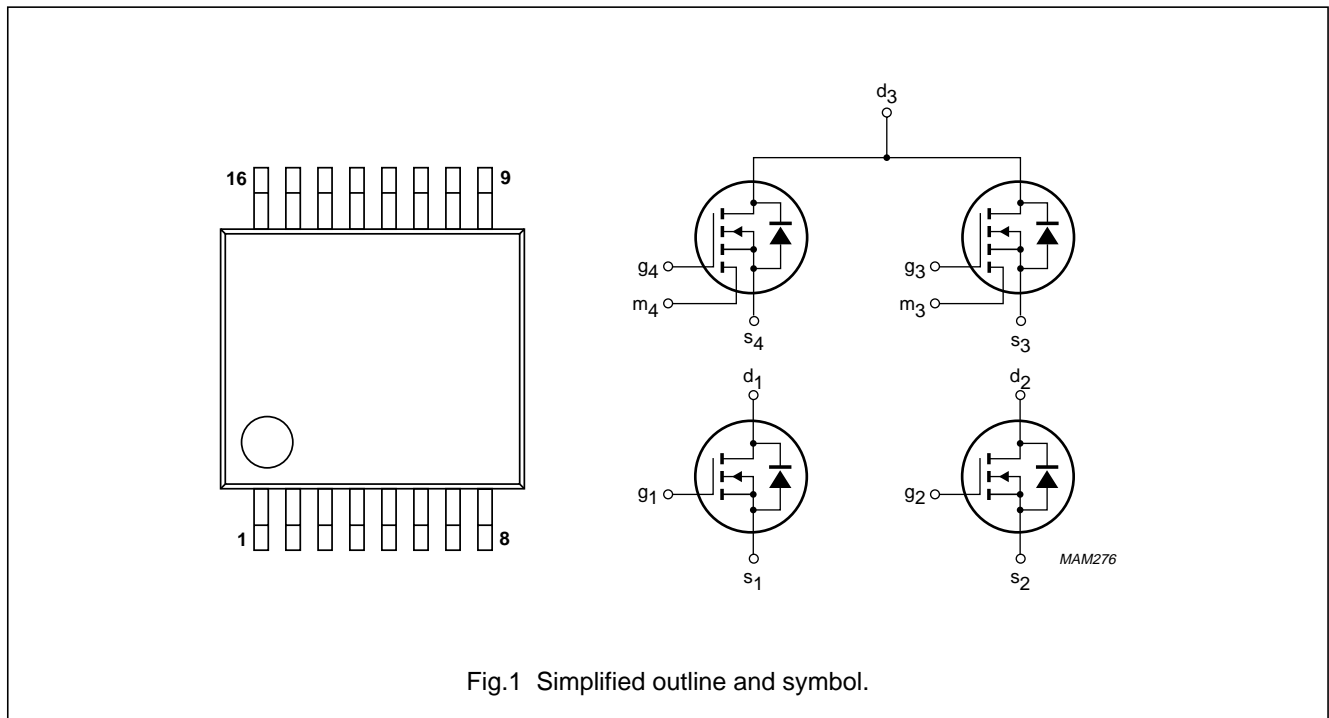 d3
16
9
g4
m4
s4
g3
m3
s3
1
8
d1
g1
s1
d2
g2
s2
MAM276
Fig.1 Simplified outline and symbol.